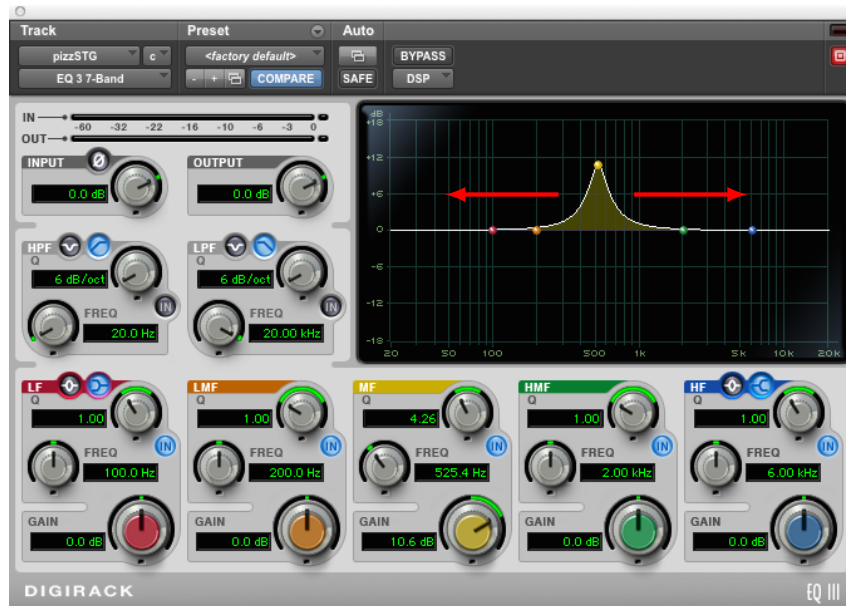 Track Preset Auto
pizzSTG c <factory default> BYPASS
EQ 3 7-Band - + COMPARE SAFE DSP
IN
-60 -32 -22 -16 -10 -6 -3 0
OUT
INPUT Ø OUTPUT
0.0 dB 0.0 dB
HPF LPF
Q Q
6 dB/oct 6 dB/oct
IN IN
FREQ FREQ
20.0 Hz 20.00 kHz
dB
+18
+12
+6
0
-6
-12
-18
20 50 100 500 1k 5k 10k 20k
LF LMF MF HMF HF
Q Q Q Q Q
1.00 1.00 4.26 1.00 1.00
IN IN IN IN IN
FREQ FREQ FREQ FREQ FREQ
100.0 Hz 200.0 Hz 525.4 Hz 2.00 kHz 6.00 kHz
GAIN GAIN GAIN GAIN GAIN
0.0 dB 0.0 dB 10.6 dB 0.0 dB 0.0 dB
DIGIRACK EQ III